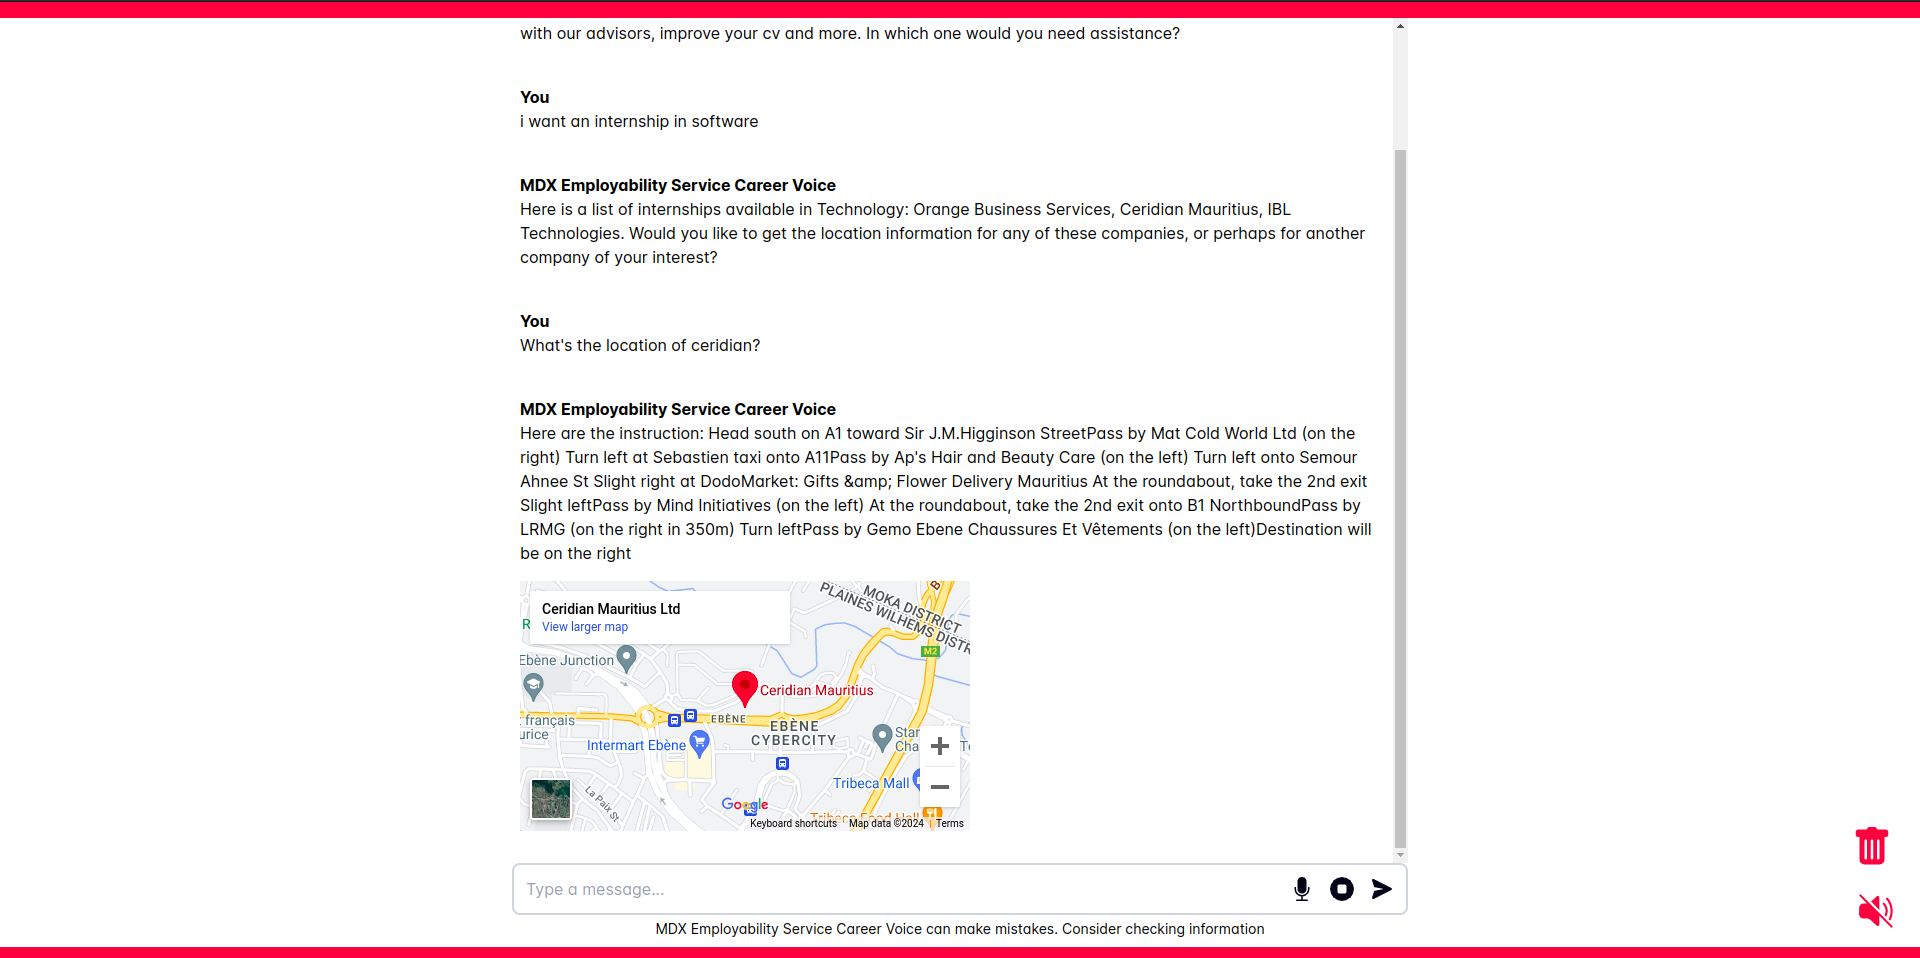 with our advisors, improve your cv and more. In which one would you need assistance?
You
i want an internship in software
MDX Employability Service Career Voice
Here is a list of internships available in Technology: Orange Business Services, Ceridian Mauritius, IBL
Technologies. Would you like to get the location information for any of these companies, or perhaps for another
company of your interest?
You
What's the location of ceridian?
MDX Employability Service Career Voice
Here are the instruction: Head south on A1 toward Sir J.M.Higginson StreetPass by Mat Cold World Ltd (on the
right) Turn left at Sebastien taxi onto A11Pass by Ap's Hair and Beauty Care (on the left) Turn left onto Semour
Ahnee St Slight right at DodoMarket: Gifts &amp; Flower Delivery Mauritius At the roundabout, take the 2nd exit
Slight leftPass by Mind Initiatives (on the left) At the roundabout, take the 2nd exit onto B1 NorthboundPass by
LRMG (on the right in 350m) Turn leftPass by Gemo Ebene Chaussures Et Vêtements (on the left)Destination will
be on the right
Ceridian Mauritius Ltd
View larger map
R
B
MOKA DISTRICT
PLAINES WILHEMS DISTR
M2
Ebène Junction
Ceridian Mauritius
français
urice
EBÈNE
EBÈNE
CYBERCITY
Intermart Ebène
Star
Cha
Te
Tribeca Mall
La Paix St
Google
Tribeca Food Hall
Keyboard shortcuts
Map data ©2024
Terms
Type a message...
MDX Employability Service Career Voice can make mistakes. Consider checking information